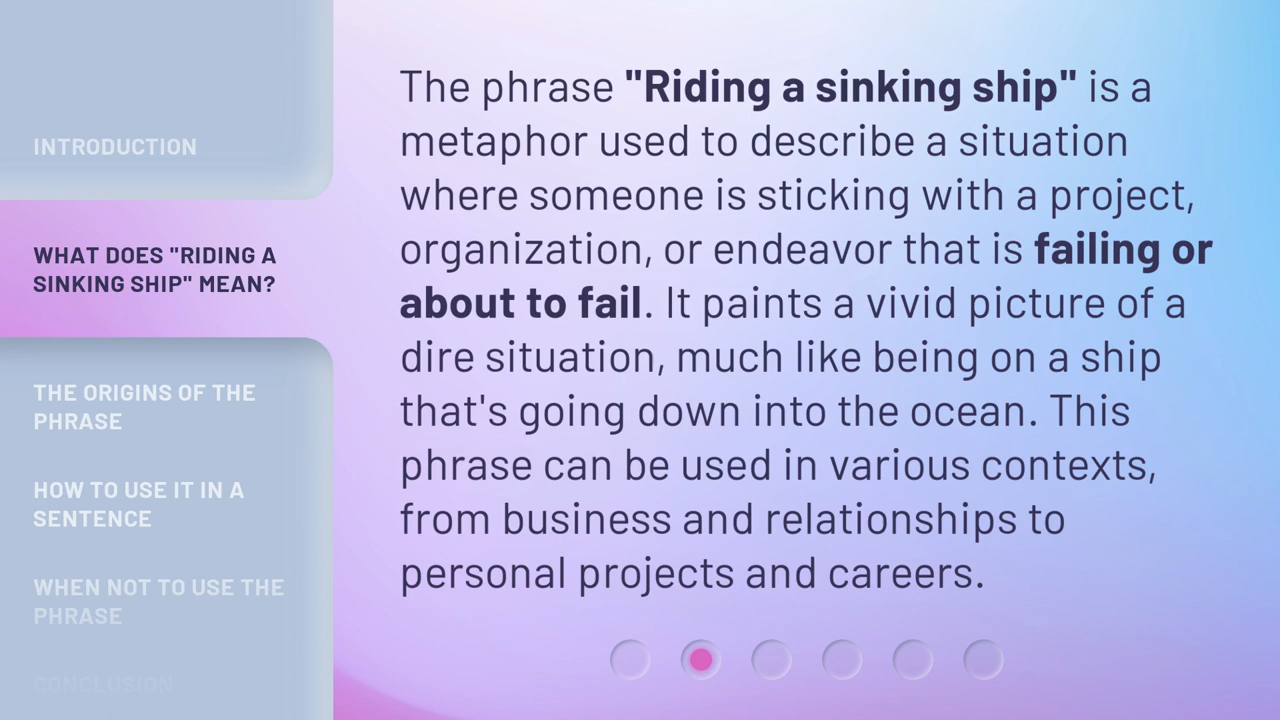 INTRODUCTION
WHAT DOES "RIDING A
SINKING SHIP" MEAN?
THE ORIGINS OF THE
PHRASE
HOW TO USE IT IN A
SENTENCE
WHEN NOT TO USE THE
PHRASE
CONCLUSION
The phrase "Riding a sinking ship" is a
metaphor used to describe a situation
where someone is sticking with a project,
organization, or endeavor that is failing or
about to fail. It paints a vivid picture of a
dire situation, much like being on a ship
that's going down into the ocean. This
phrase can be used in various contexts,
from business and relationships to
personal projects and careers.